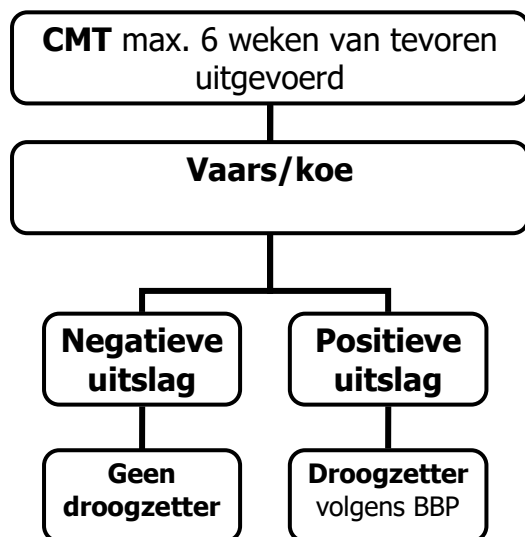 CMT max. 6 weken van tevoren
uitgevoerd
Vaars/koe
Negatieve
uitslag
Positieve
uitslag
Geen
droogzetter
Droogzetter
volgens BBP